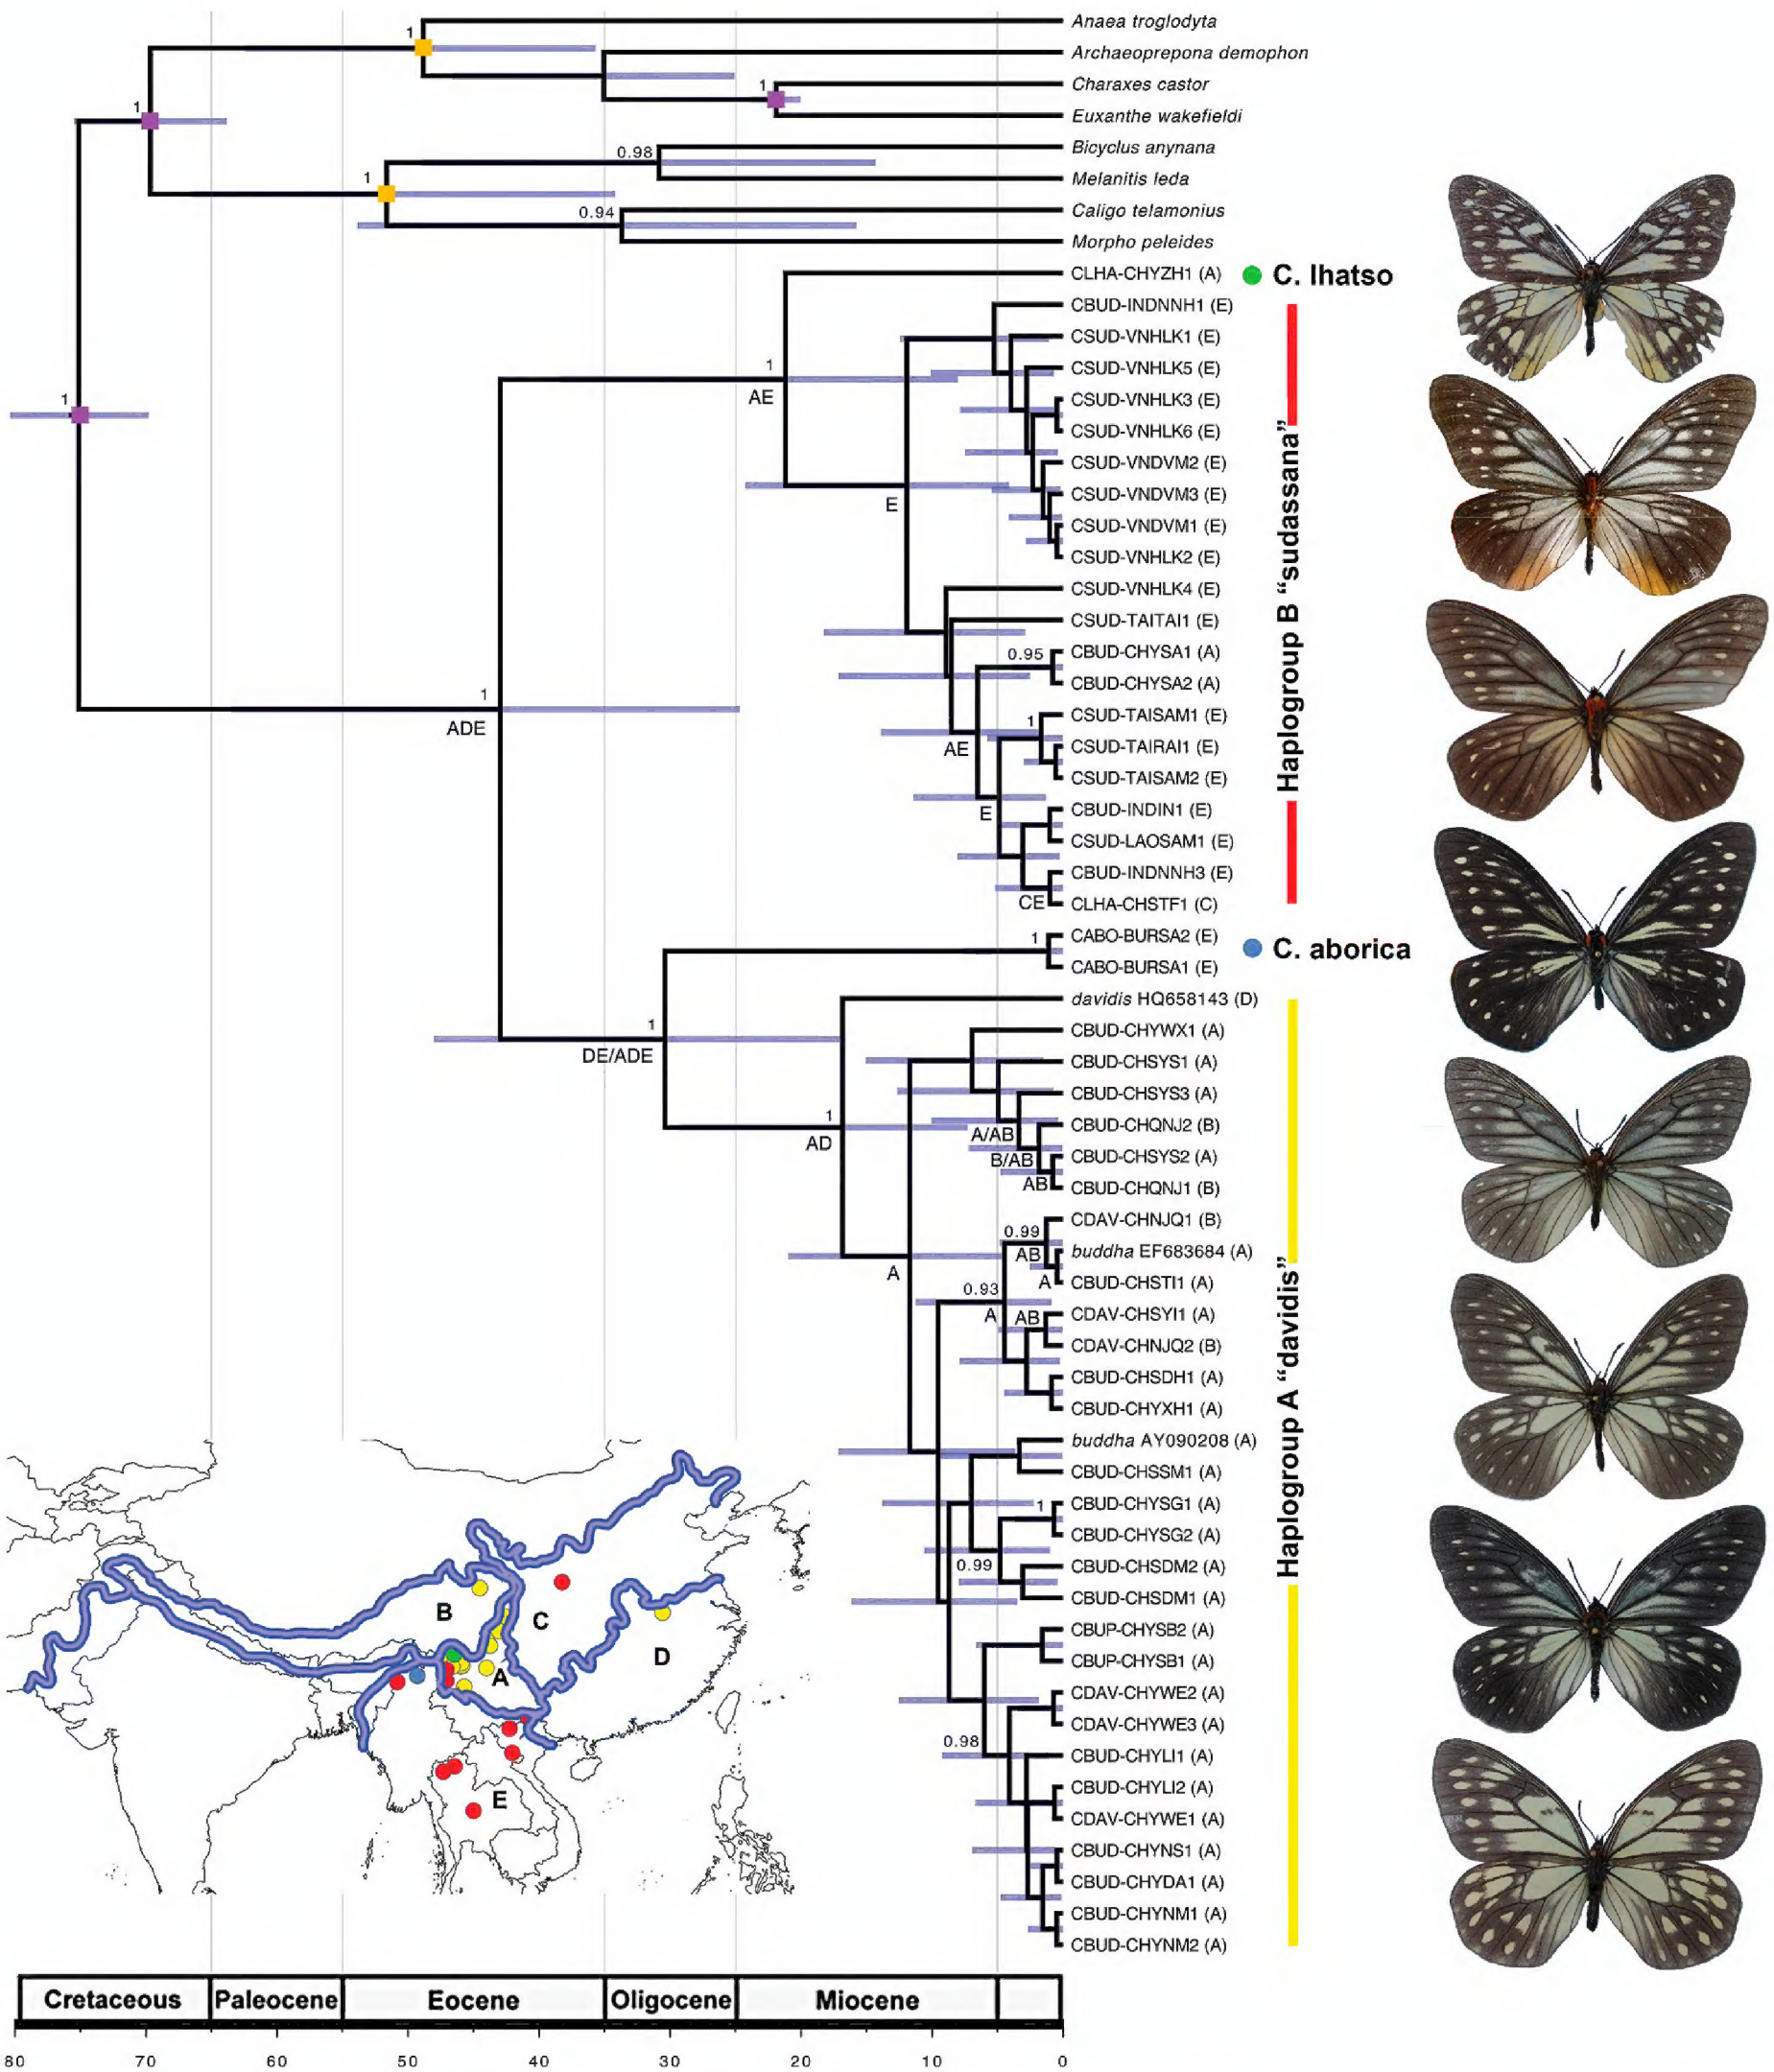 1
Anaea troglodyta
Archaeoprepona demophon
1
Charaxes castor
1
Euxanthe wakefieldi
0.98
Bicyclus anynana
1
Melanitis leda
0.94
Caligo telamonius
Morpho peleides
CLHA-CHYZH1 (A)
C. lhatso
CBUD-INDNNH1 (E)
CSUD-VNHLK1 (E)
1
CSUD-VNHLK5 (E)
AE
1
CSUD-VNHLK3 (E)
CSUD-VNHLK6 (E)
CSUD-VNDVM2 (E)
E
CSUD-VNDVM3 (E)
CSUD-VNDVM1 (E)
CSUD-VNHLK2 (E)
CSUD-VNHLK4 (E)
CSUD-TAITAI1 (E)
0.95
CBUD-CHYSA1 (A)
CBUD-CHYSA2 (A)
1
ADE
1
CSUD-TAISAM1 (E)
AE
CSUD-TAIRAI1 (E)
CSUD-TAISAM2 (E)
E
CBUD-INDIN1 (E)
CSUD-LAOSAM1 (E)
CBUD-INDNNH3 (E)
CE
CLHA-CHSTF1 (C)
Haplogroup B “sudassana”
1
CABO-BURSA2 (E)
C. aborica
CABO-BURSA1 (E)
davidis HQ658143 (D)
1
DE/ADE
CBUD-CHYWX1 (A)
CBUD-CHSYS1 (A)
CBUD-CHSYS3 (A)
1
AD
A/AB
CBUD-CHQNJ2 (B)
B/AB
CBUD-CHSYS2 (A)
AB
CBUD-CHQNJ1 (B)
CDAV-CHNJQ1 (B)
0.99
AB
buddha EF683684 (A)
A
A
CBUD-CHSTI1 (A)
0.93
A
AB
CDAV-CHSYI1 (A)
CDAV-CHNJQ2 (B)
CBUD-CHSDH1 (A)
CBUD-CHYXH1 (A)
buddha AY090208 (A)
CBUD-CHSSM1 (A)
1
CBUD-CHYSG1 (A)
CBUD-CHYSG2 (A)
0.99
CBUD-CHSDM2 (A)
CBUD-CHSDM1 (A)
CBUP-CHYSB2 (A)
CBUP-CHYSB1 (A)
CDAV-CHYWE2 (A)
CDAV-CHYWE3 (A)
0.98
CBUD-CHYLI1 (A)
CBUD-CHYLI2 (A)
CDAV-CHYWE1 (A)
CBUD-CHYNS1 (A)
CBUD-CHYDA1 (A)
CBUD-CHYNM1 (A)
CBUD-CHYNM2 (A)
Haplogroup A “davidis”
B
C
D
A
E
Cretaceous Paleocene Eocene Oligocene Miocene
80 70 60 50 40 30 20 10 0